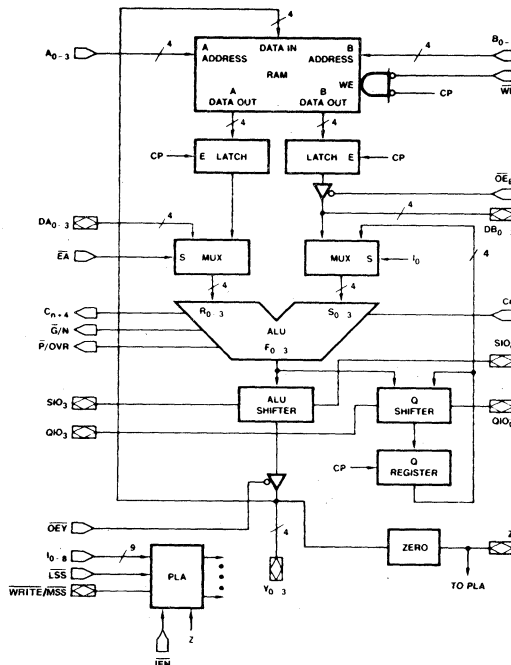 4
A0-3
4
A
ADDRESS
DATA IN
B
ADDRESS
4
B0-
RAM
WE
CP
A
DATA OUT
B
DATA OUT
4
4
CP
E LATCH
LATCH E
CP
OE
DA0-3
4
4
DB0
EA
S MUX
MUX S
I0
4
4
4
Cn+4
R0-3
S0-3
ALU
G/N
P/OVR
F0-3
SIO
SIO3
ALU
SHIFTER
Q
SHIFTER
QIO3
QIO0
CP
Q
REGISTER
OEY
4
I0-8
9
ZERO
Z
LSS
PLA
WRITE/MSS
Y0-3
TO PLA
IEN
Z